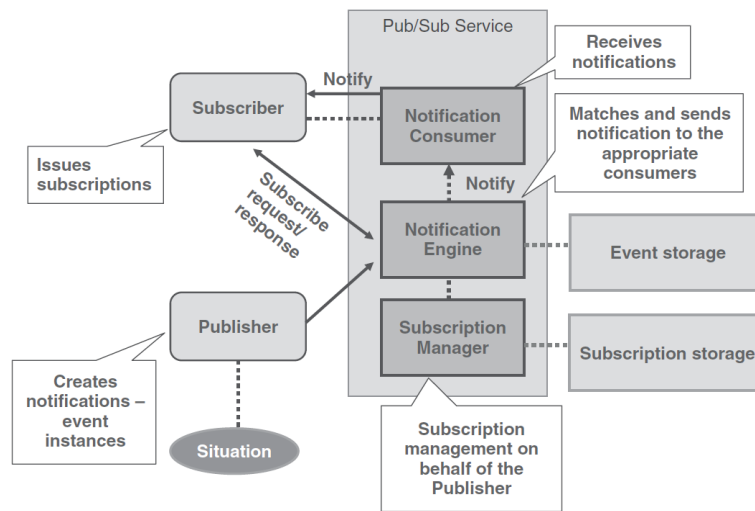 Pub/Sub Service
Receives
notifications
Notify
Subscriber
Notification
Consumer
Matches and sends
notification to the
appropriate
consumers
Issues
subscriptions
Notify
Subscribe
request/
response
Notification
Engine
Event storage
Publisher
Subscription
Manager
Subscription storage
Creates
notifications –
event
instances
Situation
Subscription
management on
behalf of the
Publisher